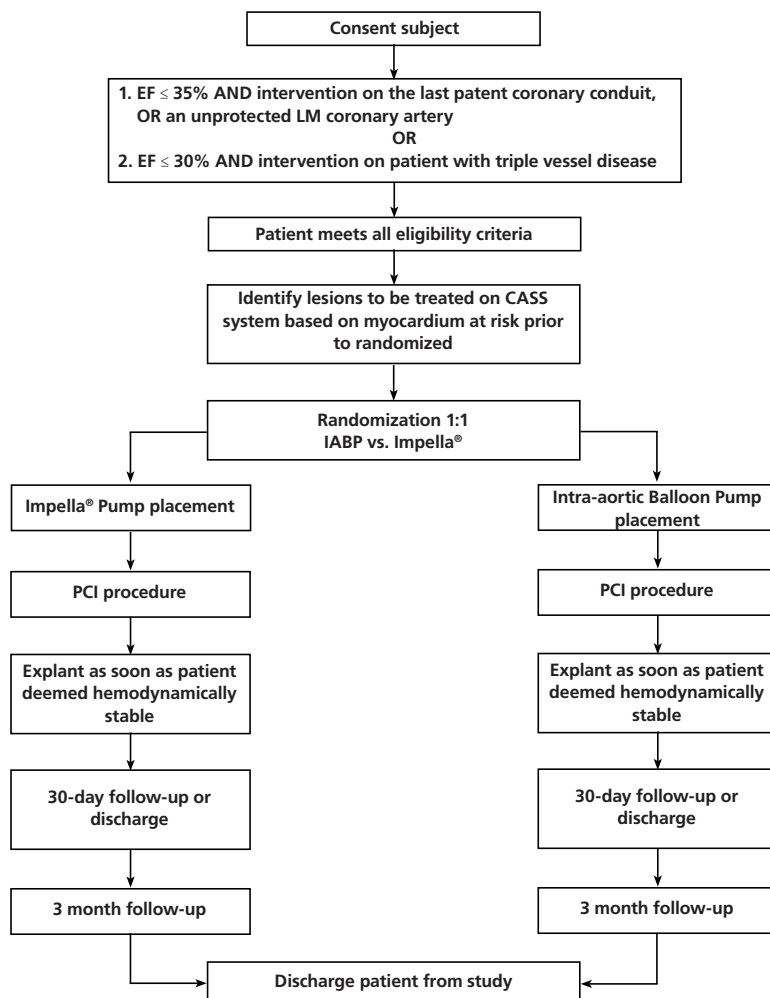 Consent subject
1. EF ≤ 35% AND intervention on the last patent coronary conduit,
OR an unprotected LM coronary artery
OR
2. EF ≤ 30% AND intervention on patient with triple vessel disease
Patient meets all eligibility criteria
Identify lesions to be treated on CASS
system based on myocardium at risk prior
to randomized
Randomization 1:1
IABP vs. Impella®
Impella® Pump placement
PCI procedure
Explant as soon as patient
deemed hemodynamically
stable
30-day follow-up or
discharge
3 month follow-up
Intra-aortic Balloon Pump
placement
PCI procedure
Explant as soon as patient
deemed hemodynamically
stable
30-day follow-up or
discharge
3 month follow-up
Discharge patient from study